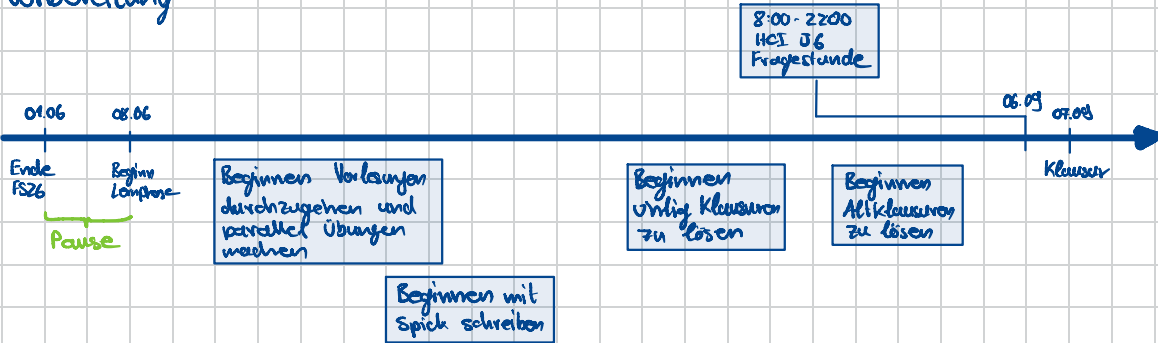 Vorbereitung
8:00 - 22:00
HCI J6
Fragestunde
01.06
08.06
06.09
07.09
Ende
FS26
Beginn
Lernphase
Klausur
Pause
Beginnen Vorlesungen
durchzugehen und
parallel Übungen
machen
Beginnen
Klausuren
zu lösen
Beginnen
Altklausuren
zu lösen
Beginnen mit
Spick schreiben